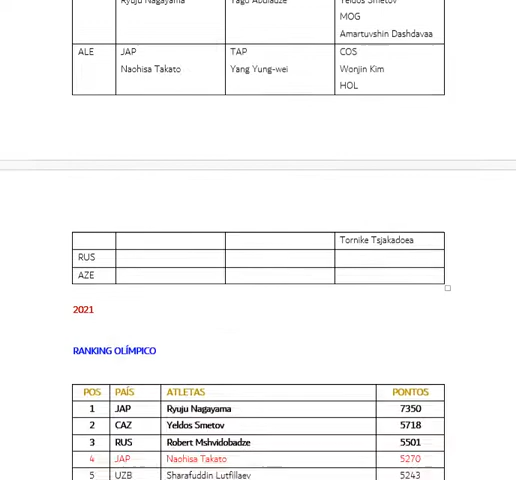 Ryuju Nagayama Yago Abuladze Yeldos Smetov
MOG
Amartuvshin Dashdavaa
ALE JAP TAP COS
Naohisa Takato Yang Yung-wei Wonjin Kim
HOL
Tornike Tsjakadoea
RUS
AZE
2021
RANKING OLÍMPICO
POS PAÍS ATLETAS PONTOS
1 JAP Ryuju Nagayama 7350
2 CAZ Yeldos Smetov 5718
3 RUS Robert Mshvidobadze 5501
4 JAP Naohisa Takato 5270
5 UZB Sharafuddin Lutfillaev 5243